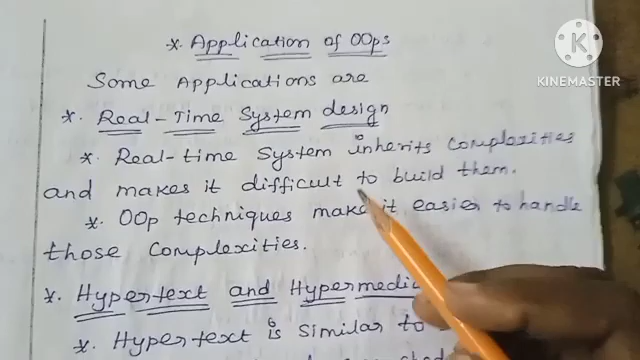 *. Application of OOps
KINEMASTER
Some Applications are
*. Real-Time System design
*. Real-time System inherits Complexities
and makes it difficult to build them.
*. OOp techniques make it easier to handle
those Complexities.
*. Hypertext and
*. Hypertext is Similar to